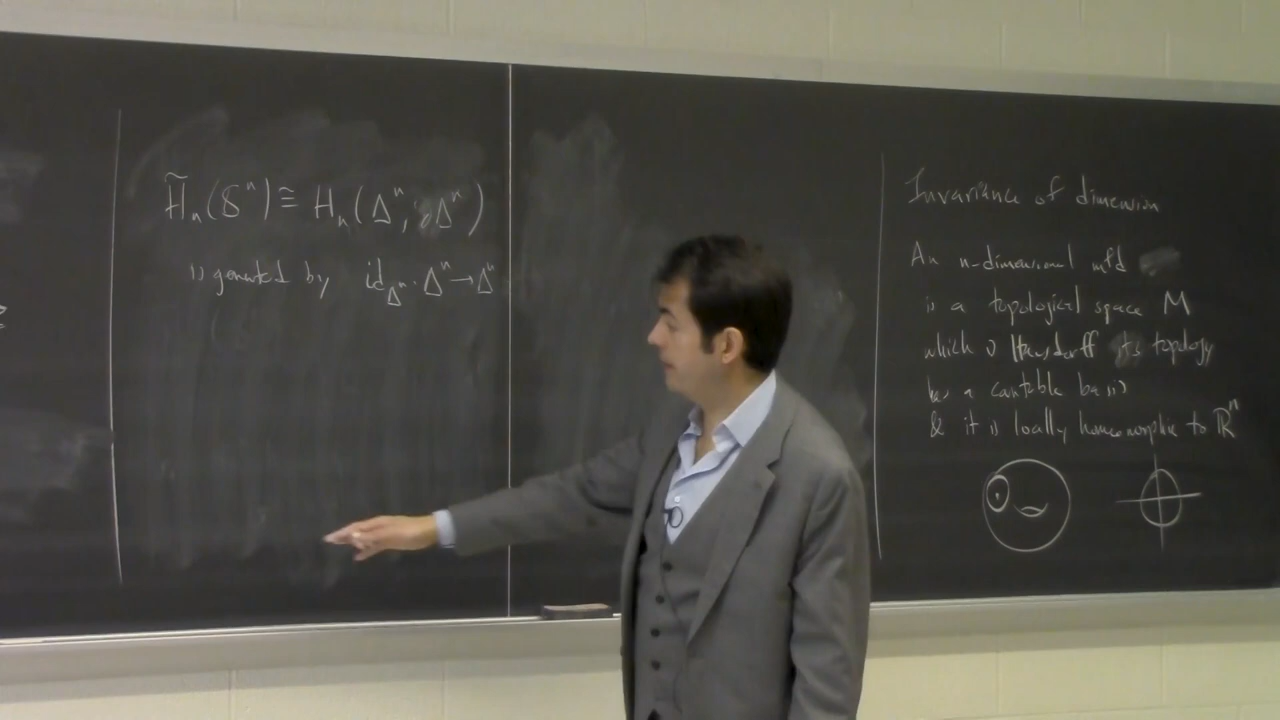 H̃ₙ(Sⁿ) ≅ Hₙ(Δⁿ, ∂Δⁿ)
is generated by id_Δⁿ : Δⁿ → Δⁿ
Invariance of dimension
An n-dimensional mfd
is a topological space M
which is Hausdorff its topology
has a countable basis
& it is locally homeomorphic to ℝⁿ